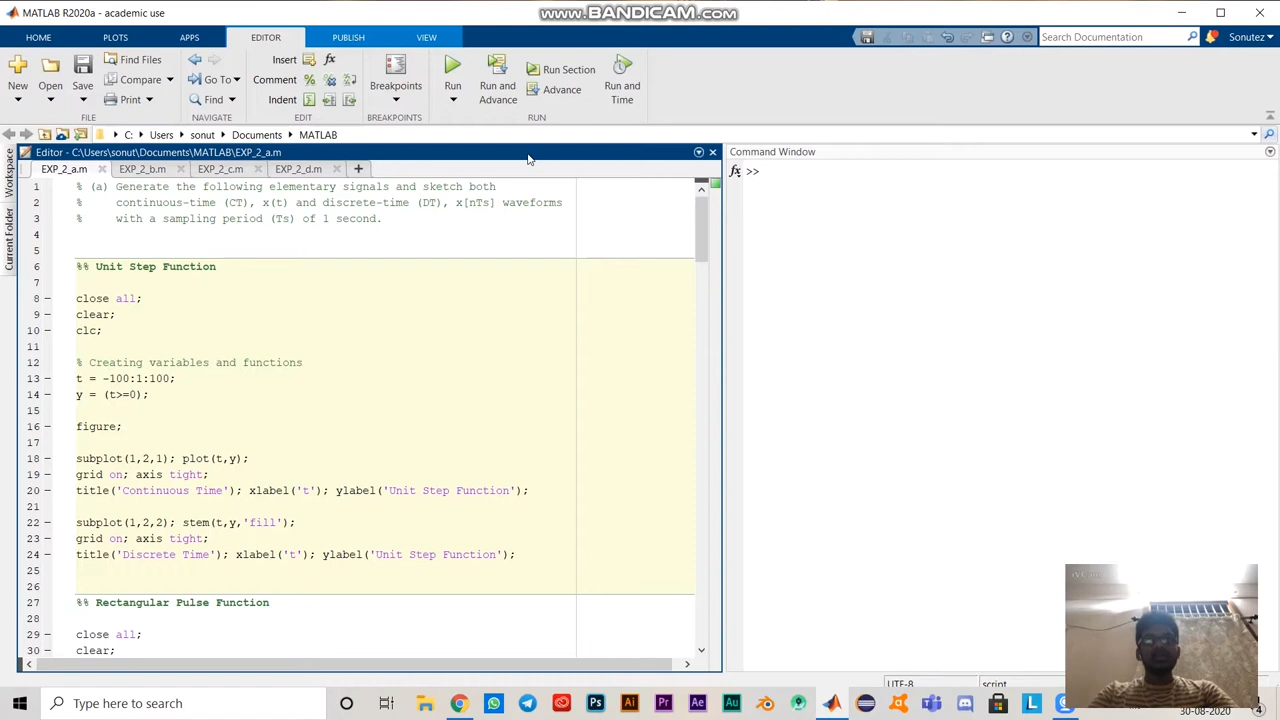 MATLAB R2020a - academic use
www.BANDICAM.com
HOME PLOTS APPS EDITOR PUBLISH VIEW
Search Documentation
Sonutez
New
Open
Save
Find Files
Compare
Print
FILE
Go To
Find
NAVIGATE
Insert
Comment
Indent
EDIT
Breakpoints
BREAKPOINTS
Run
Run and Advance
Run Section
Advance
Run and Time
RUN
C: Users sonut Documents MATLAB
Workspace
Current Folder
Editor - C:\Users\sonut\Documents\MATLAB\EXP_2_a.m
EXP_2_a.m EXP_2_b.m EXP_2_c.m EXP_2_d.m
1 % (a) Generate the following elementary signals and sketch both
2 % continuous-time (CT), x(t) and discrete-time (DT), x[nTs] waveforms
3 % with a sampling period (Ts) of 1 second.
4
5
6 %% Unit Step Function
7
8 close all;
9 clear;
10 clc;
11
12 % Creating variables and functions
13 t = -100:1:100;
14 y = (t>=0);
15
16 figure;
17
18 subplot(1,2,1); plot(t,y);
19 grid on; axis tight;
20 title('Continuous Time'); xlabel('t'); ylabel('Unit Step Function');
21
22 subplot(1,2,2); stem(t,y,'fill');
23 grid on; axis tight;
24 title('Discrete Time'); xlabel('t'); ylabel('Unit Step Function');
25
26
27 %% Rectangular Pulse Function
28
29 close all;
30 clear;
Command Window
fx >>
UTF-8
script
Type here to search
30-08-2020